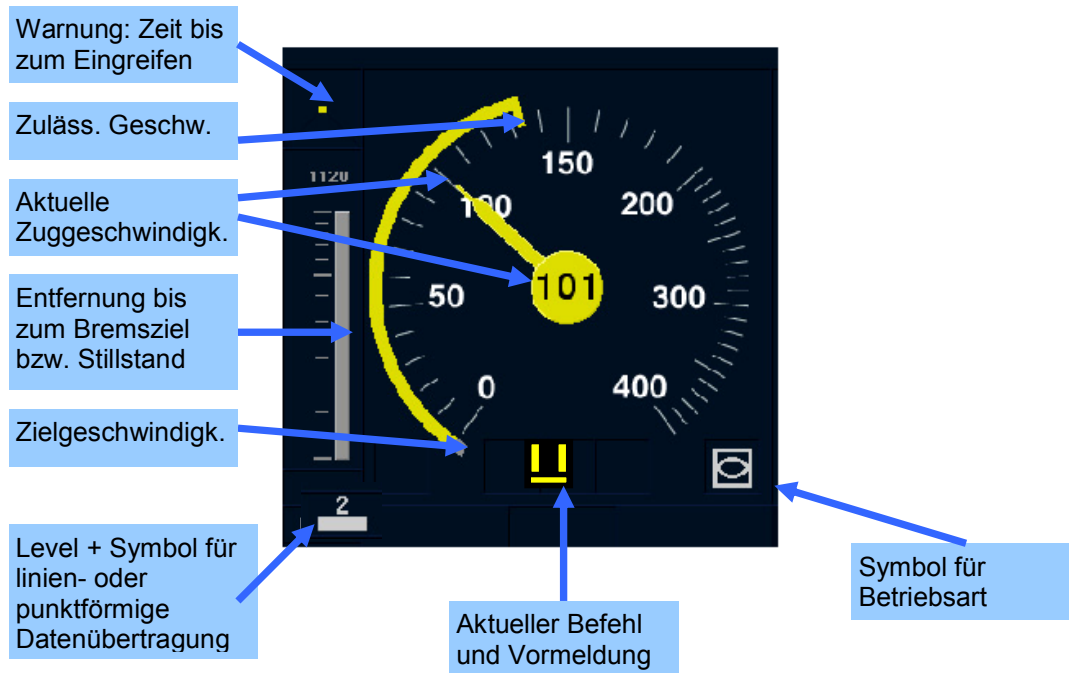 Warnung: Zeit bis
zum Eingreifen
Zuläss. Geschw.
Aktuelle
Zuggeschwindigk.
Entfernung bis
zum Bremsziel
bzw. Stillstand
Zielgeschwindigk.
Level + Symbol für
linien- oder
punktförmige
Datenübertragung
1120
150
100
200
101
50
300
0
400
2
Aktueller Befehl
und Vormeldung
Symbol für
Betriebsart